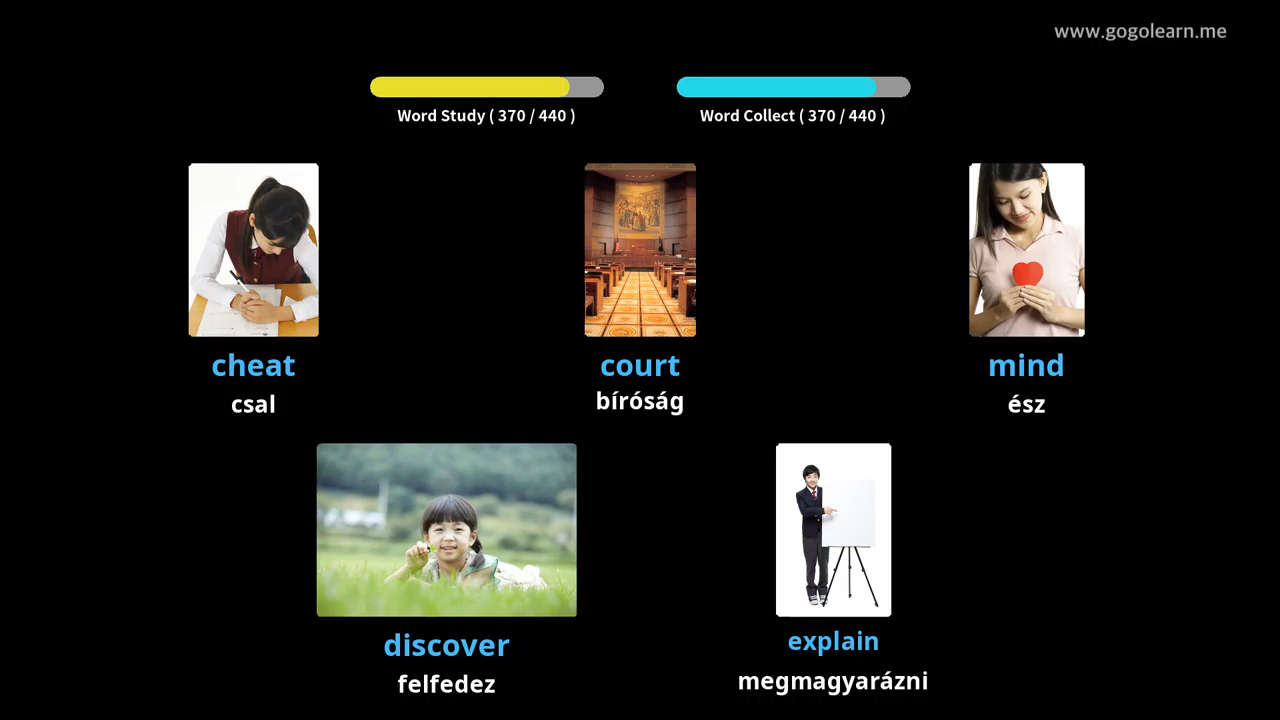 www.gogolearn.me
Word Study ( 370 / 440 )
Word Collect ( 370 / 440 )
cheat
csal
court
bíróság
mind
ész
discover
felfedez
explain
megmagyarázni